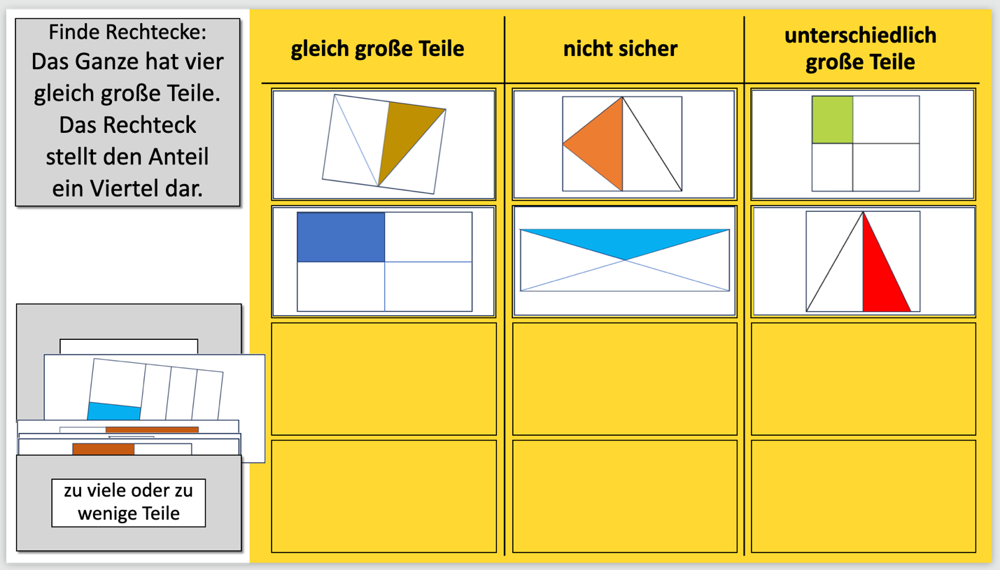 Finde Rechtecke:
Das Ganze hat vier
gleich große Teile.
Das Rechteck
stellt den Anteil
ein Viertel dar.
gleich große Teile
nicht sicher
unterschiedlich
große Teile
zu viele oder zu
wenige Teile